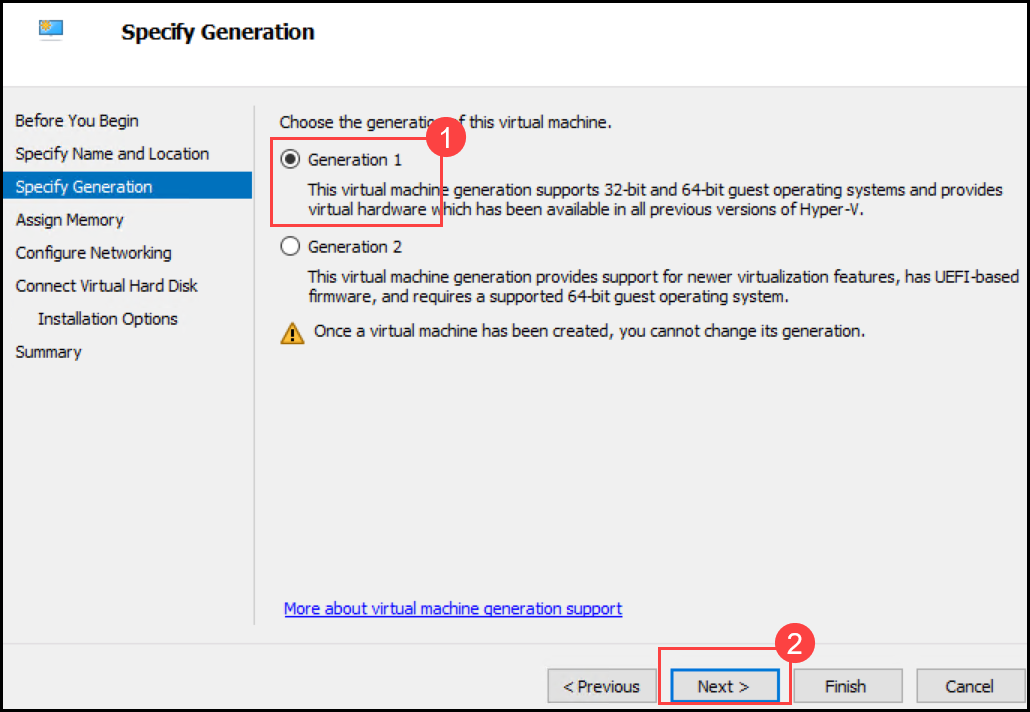 Specify Generation
Before You Begin
Specify Name and Location
Specify Generation
Assign Memory
Configure Networking
Connect Virtual Hard Disk
Installation Options
Summary
Choose the generation of this virtual machine.
1
Generation 1
This virtual machine generation supports 32-bit and 64-bit guest operating systems and provides
virtual hardware which has been available in all previous versions of Hyper-V.
Generation 2
This virtual machine generation provides support for newer virtualization features, has UEFI-based
firmware, and requires a supported 64-bit guest operating system.
Once a virtual machine has been created, you cannot change its generation.
More about virtual machine generation support
2
< Previous
Next >
Finish
Cancel